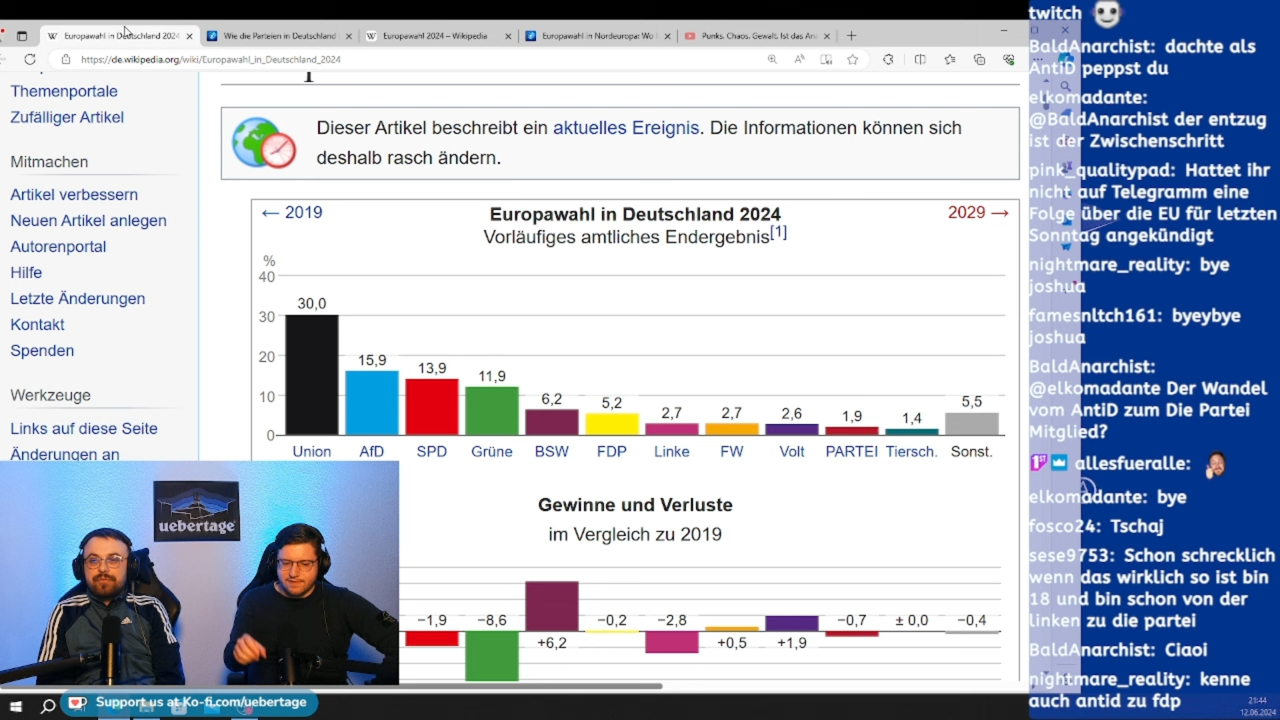 Europawahl in Deutschland 2024
Wie die Parteien in Deutschland
Europawahl 2024 – Wikipedia
Europawahl in Nordeuropa: Wo
Punks. Chaos. Gewalt. Ist das An
https://de.wikipedia.org/wiki/Europawahl_in_Deutschland_2024
Themenportale
Zufälliger Artikel
Mitmachen
Artikel verbessern
Neuen Artikel anlegen
Autorenportal
Hilfe
Letzte Änderungen
Kontakt
Spenden
Werkzeuge
Links auf diese Seite
Änderungen an
Dieser Artikel beschreibt ein aktuelles Ereignis. Die Informationen können sich
deshalb rasch ändern.
← 2019
Europawahl in Deutschland 2024
2029 →
Vorläufiges amtliches Endergebnis[1]
%
40
30
20
10
0
30,0
15,9
13,9
11,9
6,2
5,2
2,7
2,7
2,6
1,9
1,4
5,5
Union AfD SPD Grüne BSW FDP Linke FW Volt PARTEI Tiersch. Sonst.
Gewinne und Verluste
im Vergleich zu 2019
−1,9
−8,6
+6,2
−0,2
−2,8
+0,5
+1,9
−0,7
± 0,0
−0,4
uebertage
Support us at Ko-fi.com/uebertage
twitch
BaldAnarchist: dachte als
AntiD peppst du
elkomadante:
@BaldAnarchist der entzug
ist der Zwischenschritt
pink_qualitypad: Hattet ihr
nicht auf Telegramm eine
Folge über die EU für letzten
Sonntag angekündigt
nightmare_reality: bye
joshua
famesnltch161: byeybye
joshua
BaldAnarchist:
@elkomadante Der Wandel
vom AntiD zum Die Partei
Mitglied?
1ST allesfueralle:
elkomadante: bye
fosco24: Tschaj
sese9753: Schon schrecklich
wenn das wirklich so ist bin
18 und bin schon von der
linken zu die partei
BaldAnarchist: Ciaoi
nightmare_reality: kenne
auch antid zu fdp
21:44
12.06.2024